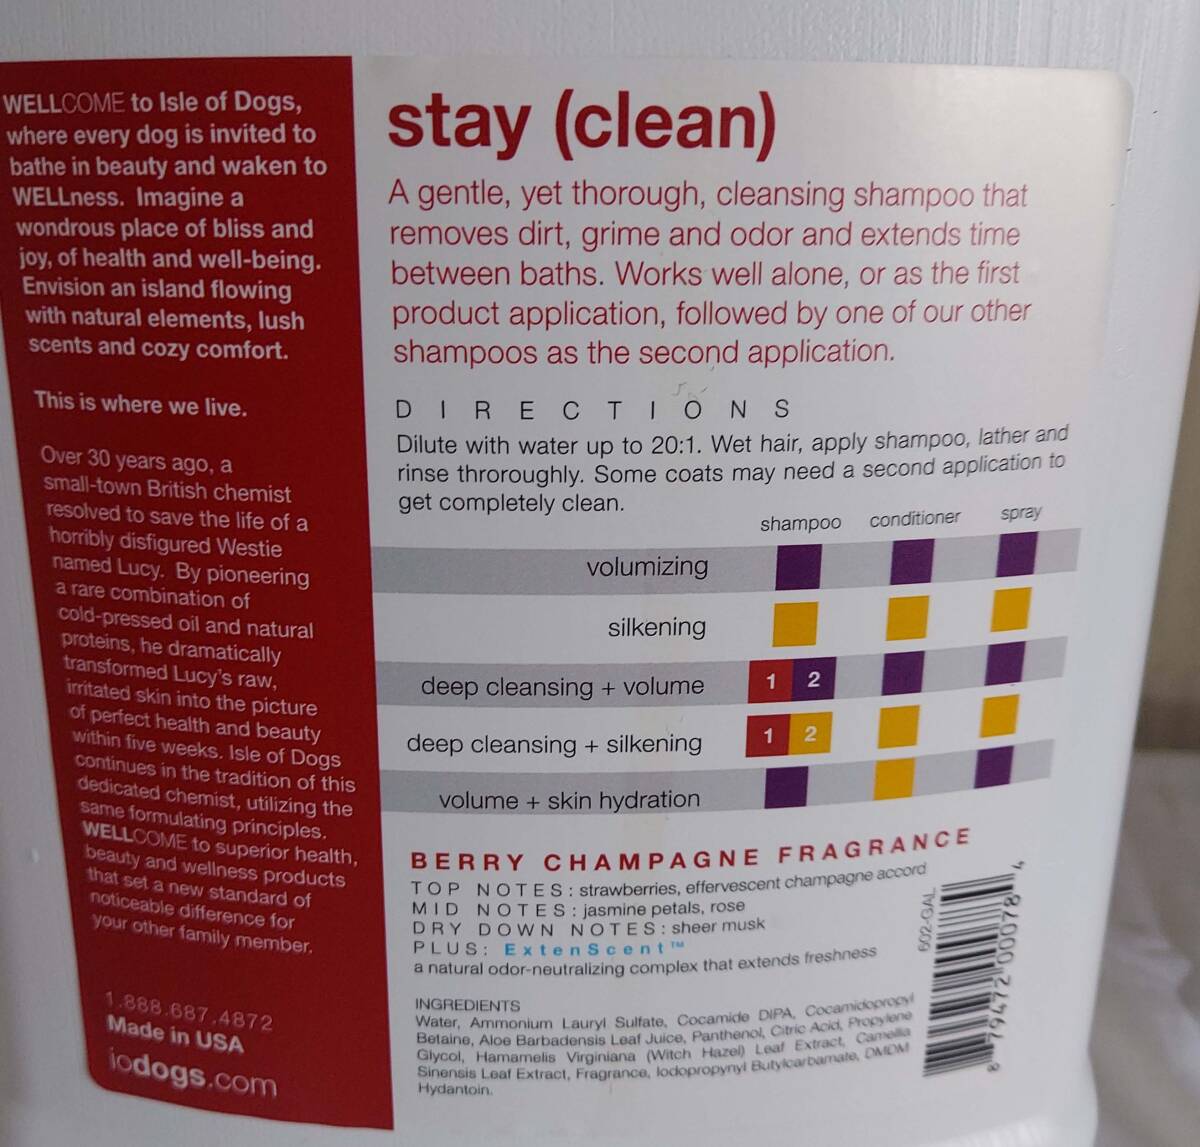 WELLCOME to Isle of Dogs,
where every dog is invited to
bathe in beauty and waken to
WELLness. Imagine a
wondrous place of bliss and
joy, of health and well-being.
Envision an island flowing
with natural elements, lush
scents and cozy comfort.
This is where we live.
Over 30 years ago, a
small-town British chemist
resolved to save the life of a
horribly disfigured Westie
named Lucy. By pioneering
a rare combination of
cold-pressed oil and natural
proteins, he dramatically
transformed Lucy's raw,
irritated skin into the picture
of perfect health and beauty
within five weeks. Isle of Dogs
continues in the tradition of this
dedicated chemist, utilizing the
same formulating principles.
WELLCOME to superior health,
beauty and wellness products
that set a new standard of
noticeable difference for
your other family member.
1.888.687.4872
Made in USA
iodogs.com
stay (clean)
A gentle, yet thorough, cleansing shampoo that
removes dirt, grime and odor and extends time
between baths. Works well alone, or as the first
product application, followed by one of our other
shampoos as the second application.
DIRECTIONS
Dilute with water up to 20:1. Wet hair, apply shampoo, lather and
rinse throroughly. Some coats may need a second application to
get completely clean.
shampoo conditioner spray
volumizing
silkening
deep cleansing + volume 1 2
deep cleansing + silkening 1 2
volume + skin hydration
BERRY CHAMPAGNE FRAGRANCE
TOP NOTES: strawberries, effervescent champagne accord
MID NOTES: jasmine petals, rose
DRY DOWN NOTES: sheer musk
PLUS: ExtenScent™
a natural odor-neutralizing complex that extends freshness
INGREDIENTS
Water, Ammonium Lauryl Sulfate, Cocamide DIPA, Cocamidopropyl
Betaine, Aloe Barbadensis Leaf Juice, Panthenol, Citric Acid, Propylene
Glycol, Hamamelis Virginiana (Witch Hazel) Leaf Extract, Camellia
Sinensis Leaf Extract, Fragrance, Iodopropynyl Butylcarbamate, DMDM
Hydantoin.
602-GAL
8 79472 00078 4